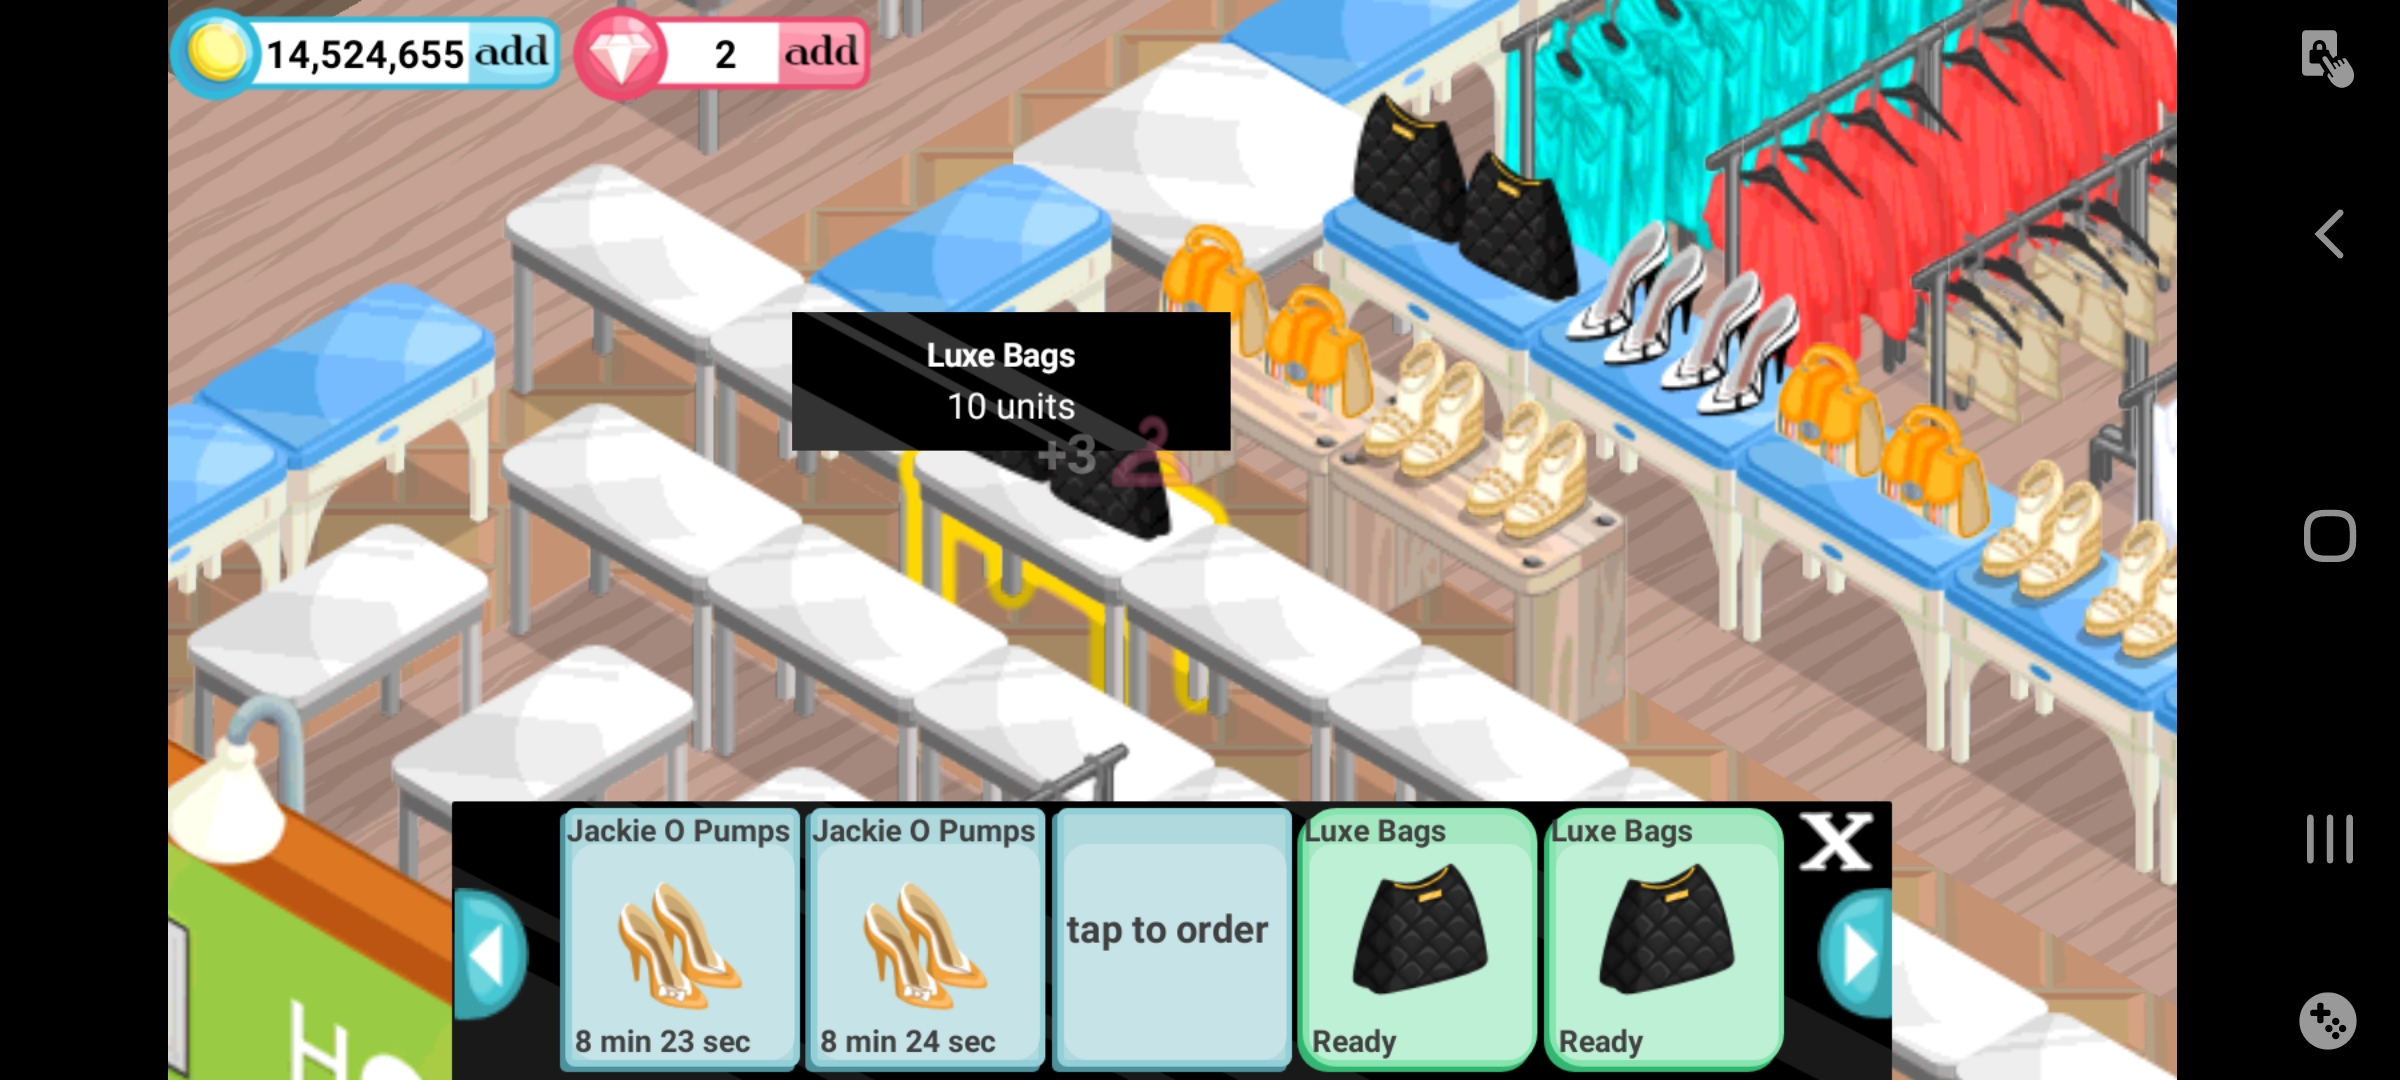 14,524,655 add
2 add
Luxe Bags
10 units
+3
Jackie O Pumps
8 min 23 sec
Jackie O Pumps
8 min 24 sec
tap to order
Luxe Bags
Ready
Luxe Bags
Ready
X